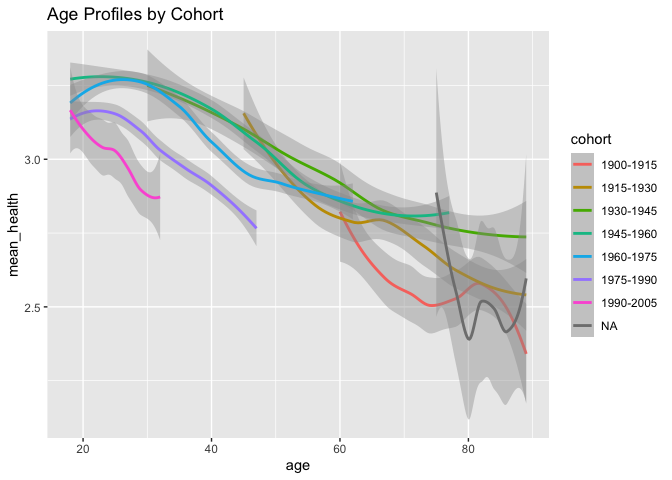 Age Profiles by Cohort
mean_health
3.0
2.5
20
40
60
80
age
cohort
1900-1915
1915-1930
1930-1945
1945-1960
1960-1975
1975-1990
1990-2005
NA